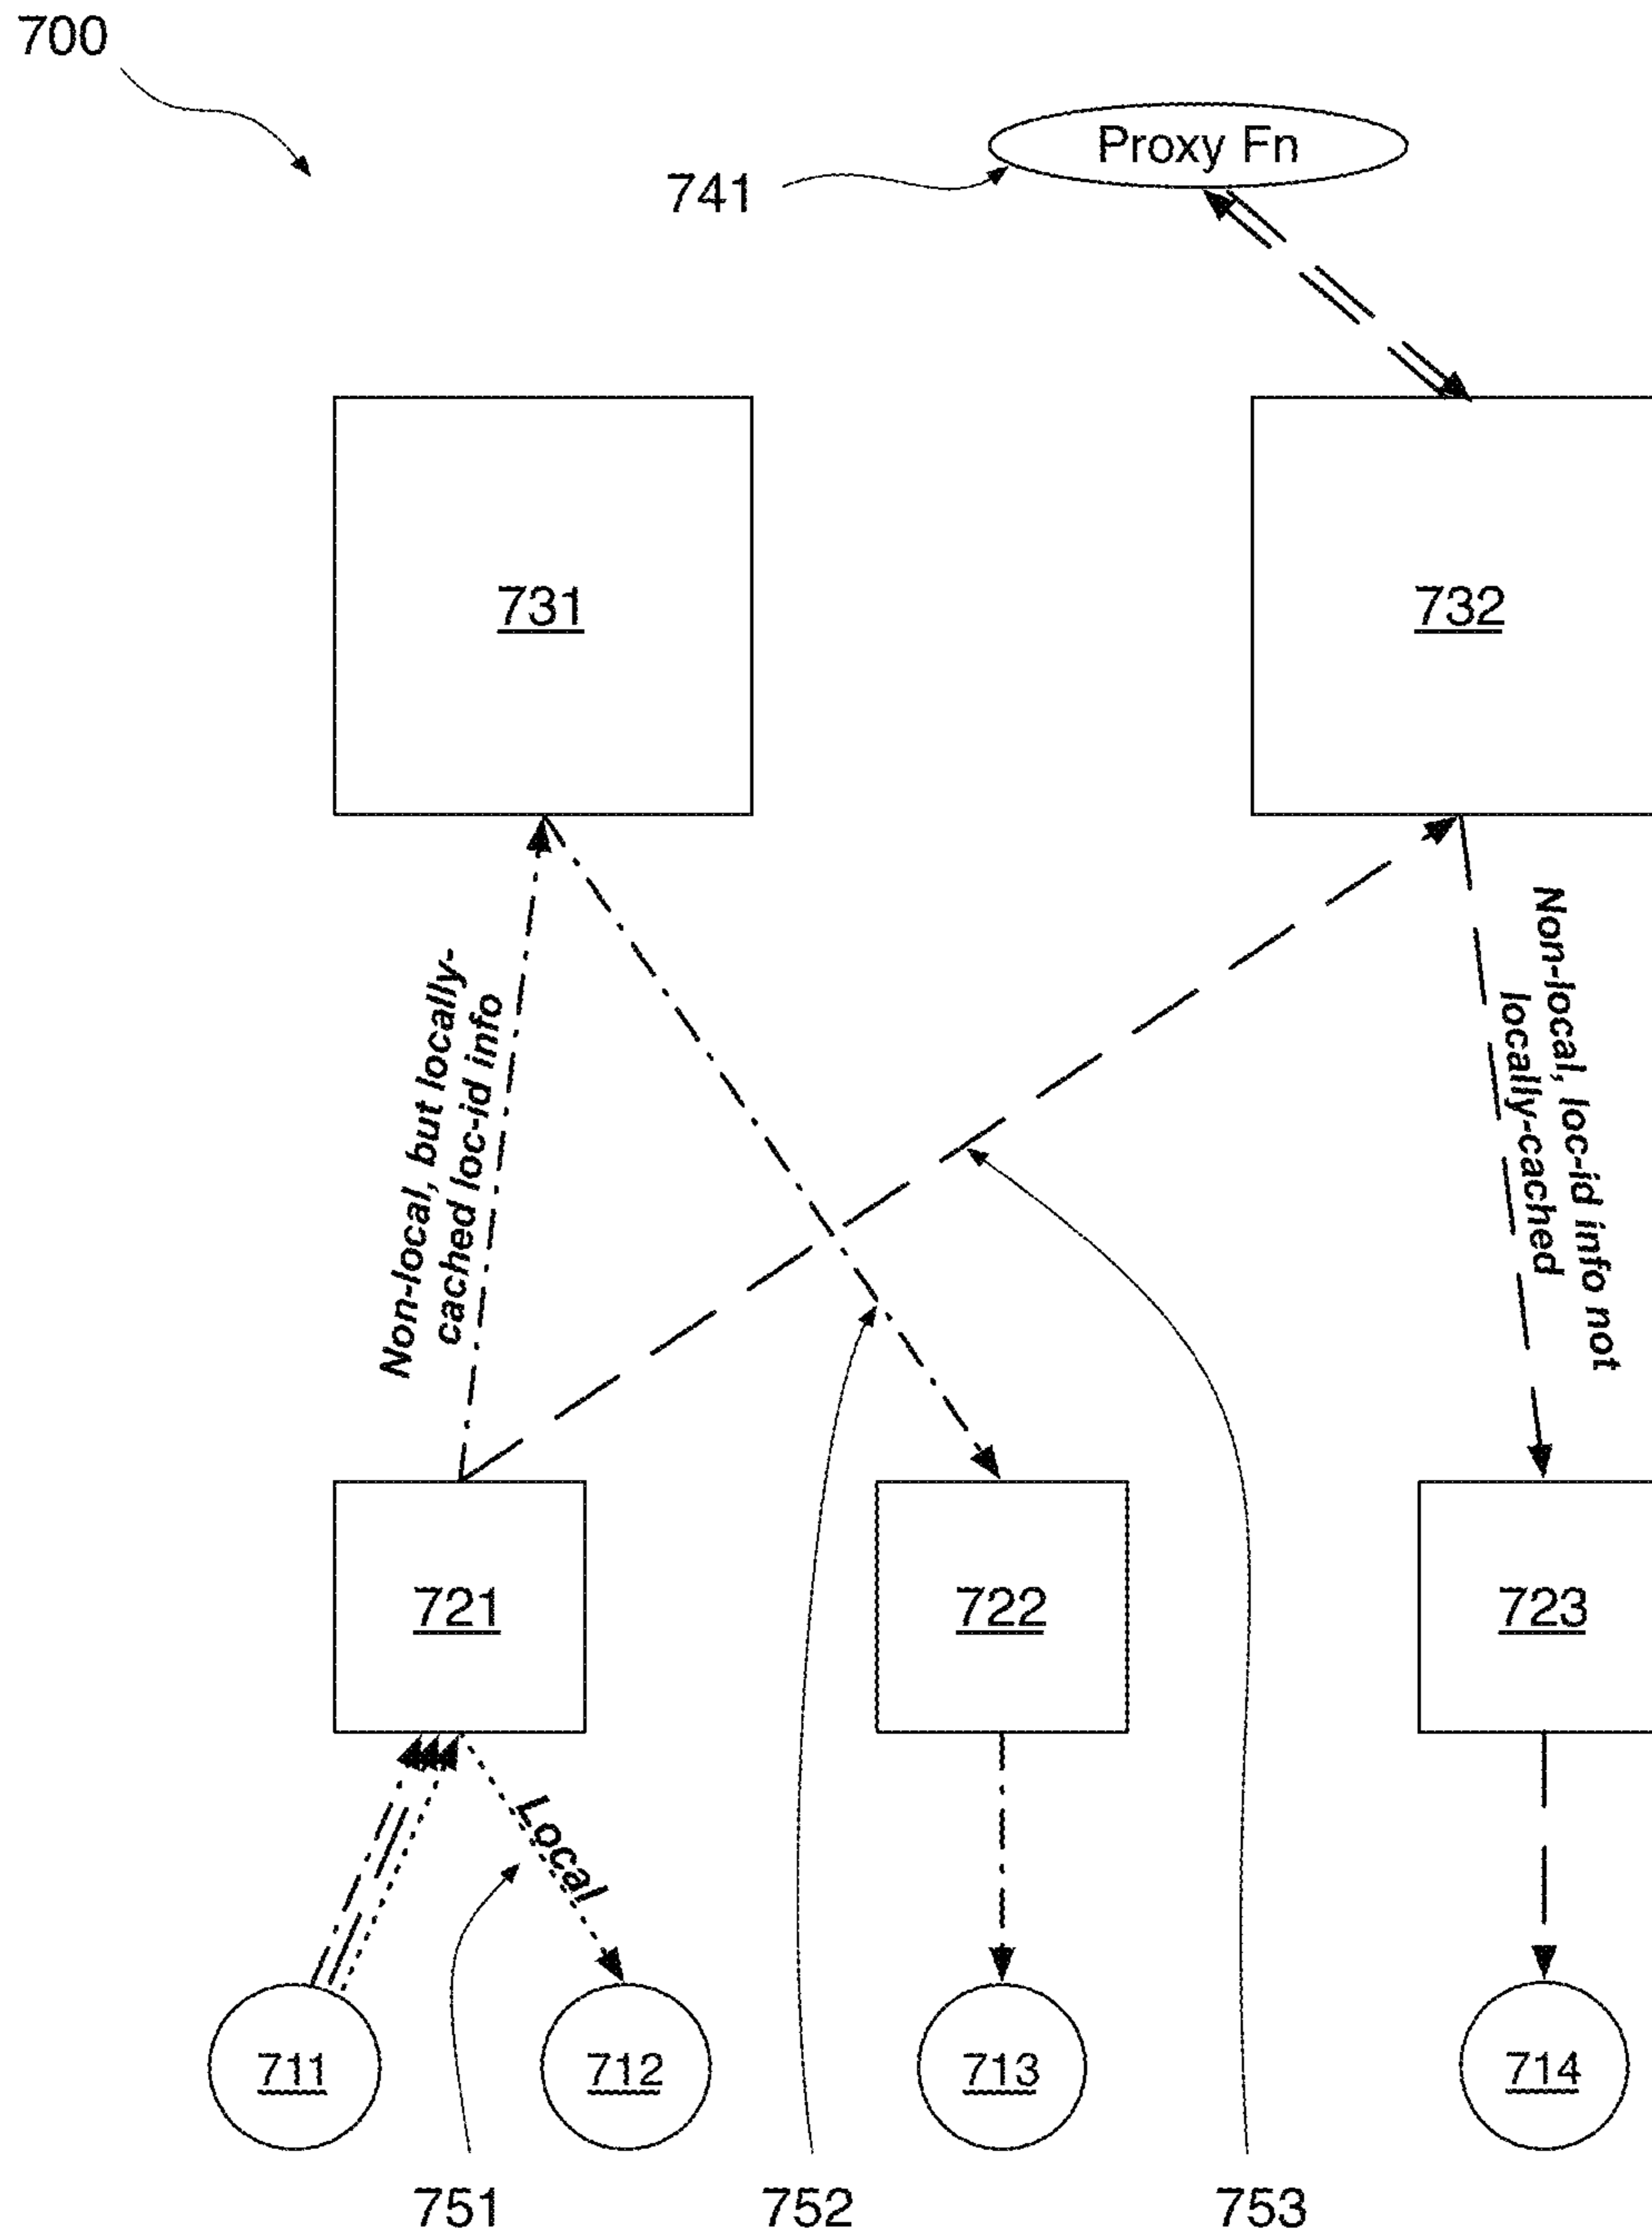 700
Proxy Fn
741
731
732
Non-local, but locally-
cached loc-id info
Non-local, loc-id info not
locally-cached
721
722
723
Local
711
712
713
714
751
752
753